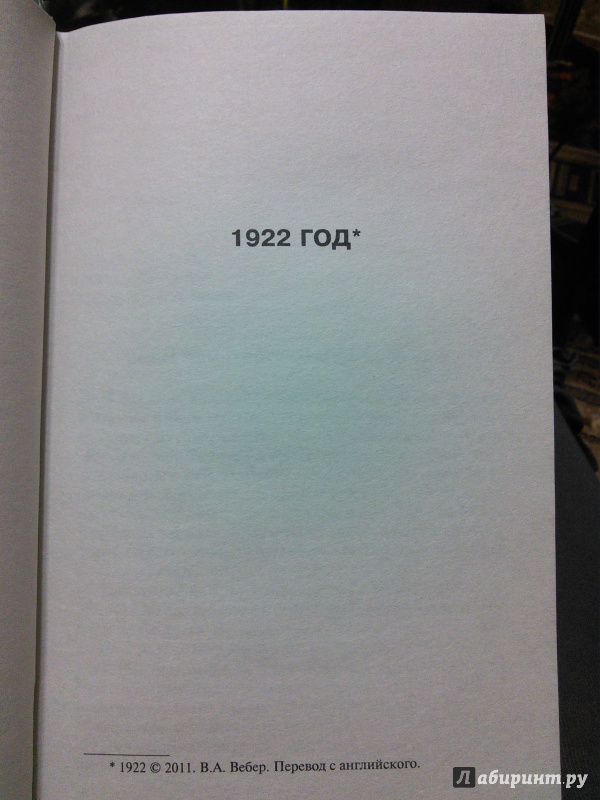 1922 ГОД*
* 1922 © 2011. В.А. Вебер. Перевод с английского.
Лабиринт.ру